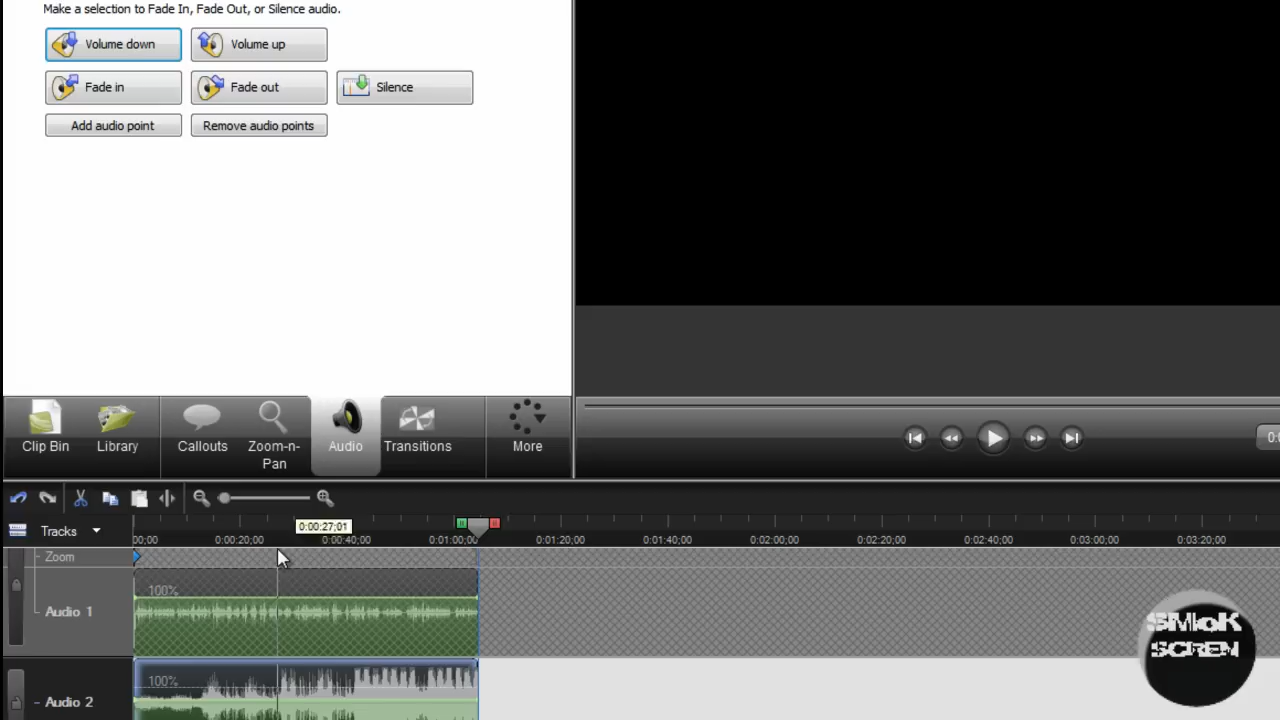 Make a selection to Fade In, Fade Out, or Silence audio.
Volume down
Volume up
Fade in
Fade out
Silence
Add audio point
Remove audio points
Clip Bin
Library
Callouts
Zoom-n-
Pan
Audio
Transitions
More
0:0
Tracks
0:00:27;01
00;00
0:00:20;00
0:00:40;00
0:01:00;00
0:01:20;00
0:01:40;00
0:02:00;00
0:02:20;00
0:02:40;00
0:03:00;00
0:03:20;00
Zoom
100%
Audio 1
100%
Audio 2
SMoK
SCREN